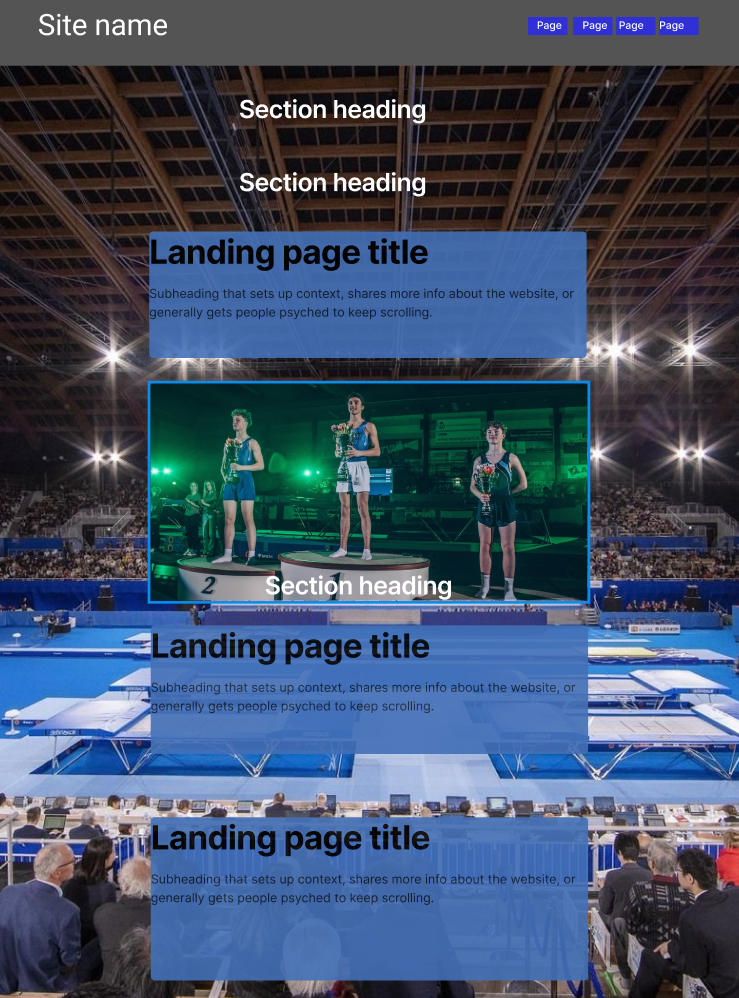 Site name
Page Page Page Page
Section heading
Section heading
Landing page title
Subheading that sets up context, shares more info about the website, or
generally gets people psyched to keep scrolling.
2
1
Section heading
Landing page title
Subheading that sets up context, shares more info about the website, or
generally gets people psyched to keep scrolling.
Landing page title
Subheading that sets up context, shares more info about the website, or
generally gets people psyched to keep scrolling.